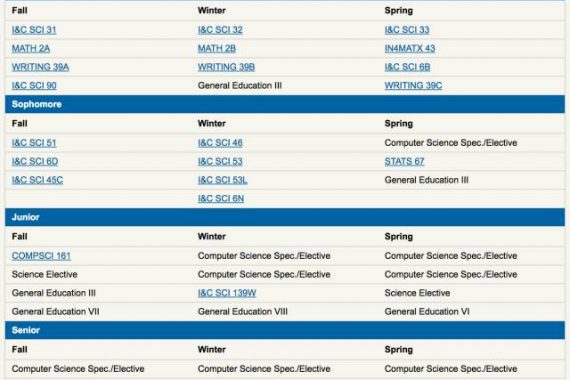 Fall Winter Spring
I&C SCI 31 I&C SCI 32 I&C SCI 33
MATH 2A MATH 2B IN4MATX 43
WRITING 39A WRITING 39B I&C SCI 6B
I&C SCI 90 General Education III WRITING 39C
Sophomore
Fall Winter Spring
I&C SCI 51 I&C SCI 46 Computer Science Spec./Elective
I&C SCI 6D I&C SCI 53 STATS 67
I&C SCI 45C I&C SCI 53L General Education III
I&C SCI 6N
Junior
Fall Winter Spring
COMPSCI 161 Computer Science Spec./Elective Computer Science Spec./Elective
Science Elective Computer Science Spec./Elective Computer Science Spec./Elective
General Education III I&C SCI 139W Science Elective
General Education VII General Education VIII General Education VI
Senior
Fall Winter Spring
Computer Science Spec./Elective Computer Science Spec./Elective Computer Science Spec./Elective